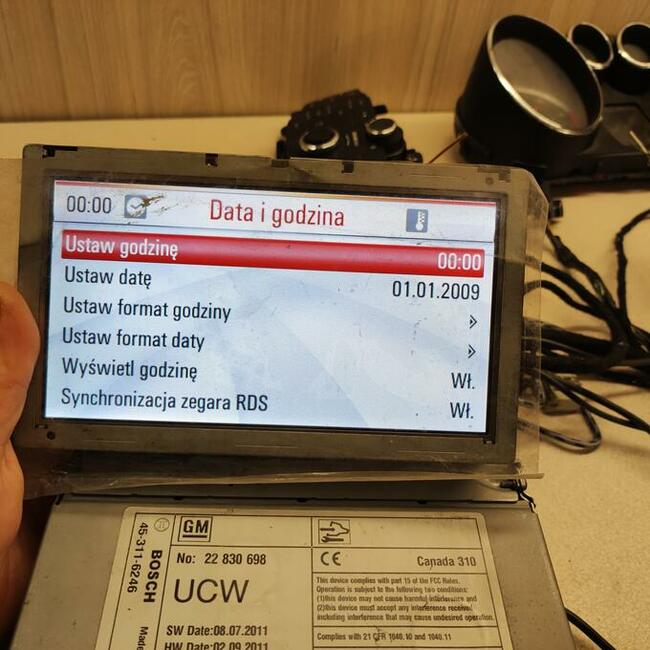 00:00 Data i godzina
Ustaw godzinę 00:00
Ustaw datę 01.01.2009
Ustaw format godziny
Ustaw format daty
Wyświetl godzinę Wł.
Synchronizacja zegara RDS Wł.
45-311-6246
BOSCH
Made
GM
No: 22 830 698
UCW
SW Date:08.07.2011
HW Date:02.09.2011
CE Canada 310
This device complies with part 15 of the FCC Rules.
Operation is subject to the following two conditions:
(1)this device may not cause harmful interference and
(2)this device must accept any interference received
including interference that may cause undesired operation.
Complies with 21 CFR 1040.10 and 1040.11